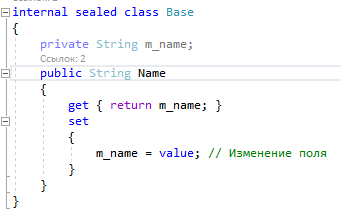 internal sealed class Base
{
    private String m_name;
    Ссылок: 2
    public String Name
    {
        get { return m_name; }
        set
        {
            m_name = value; // Изменение поля
        }
    }
}